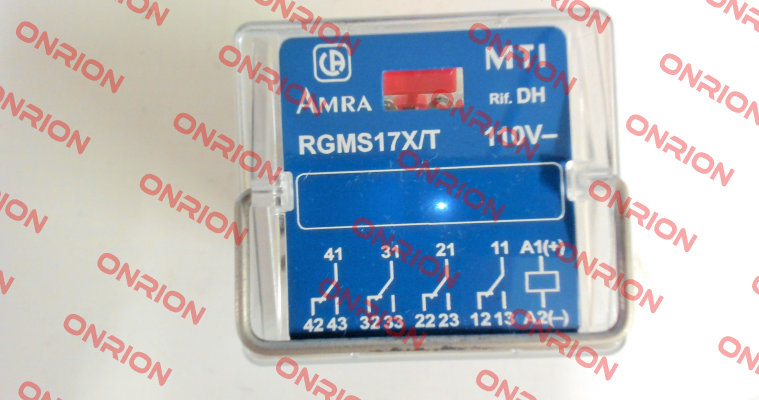 MTI
AMRA
Rif. DH
RGMS17X/T 110V–
41 31 21 11 A1(+)
42 43 32 33 22 23 12 13 A2(–)
ONRION